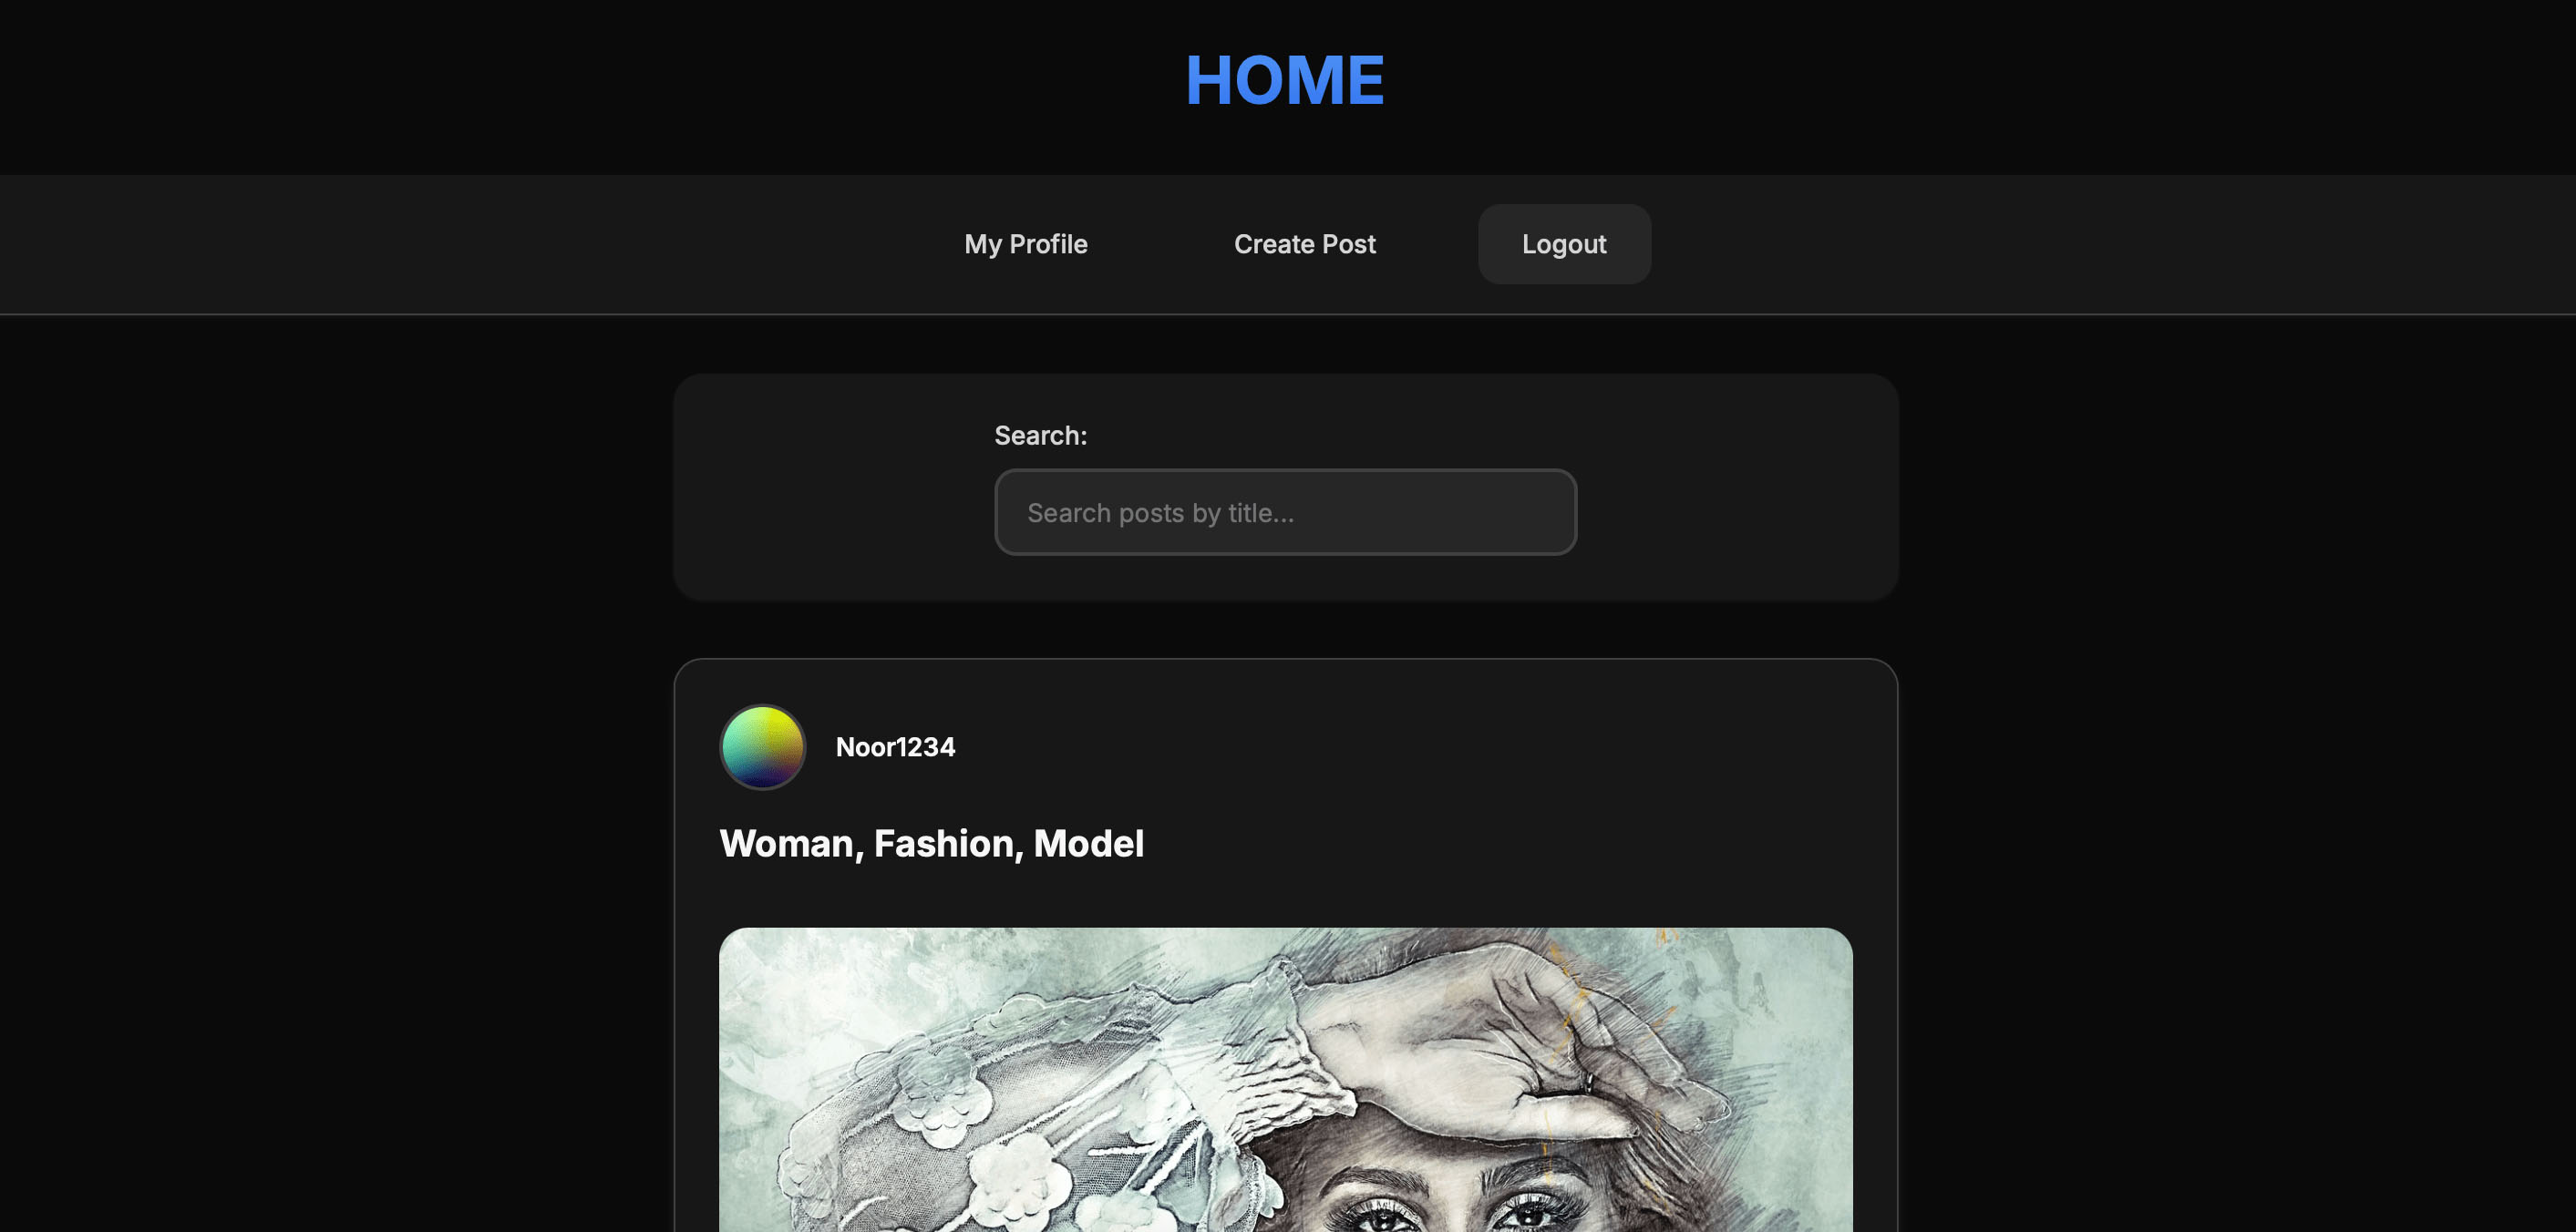 HOME
My Profile Create Post Logout
Search:
Search posts by title...
Noor1234
Woman, Fashion, Model